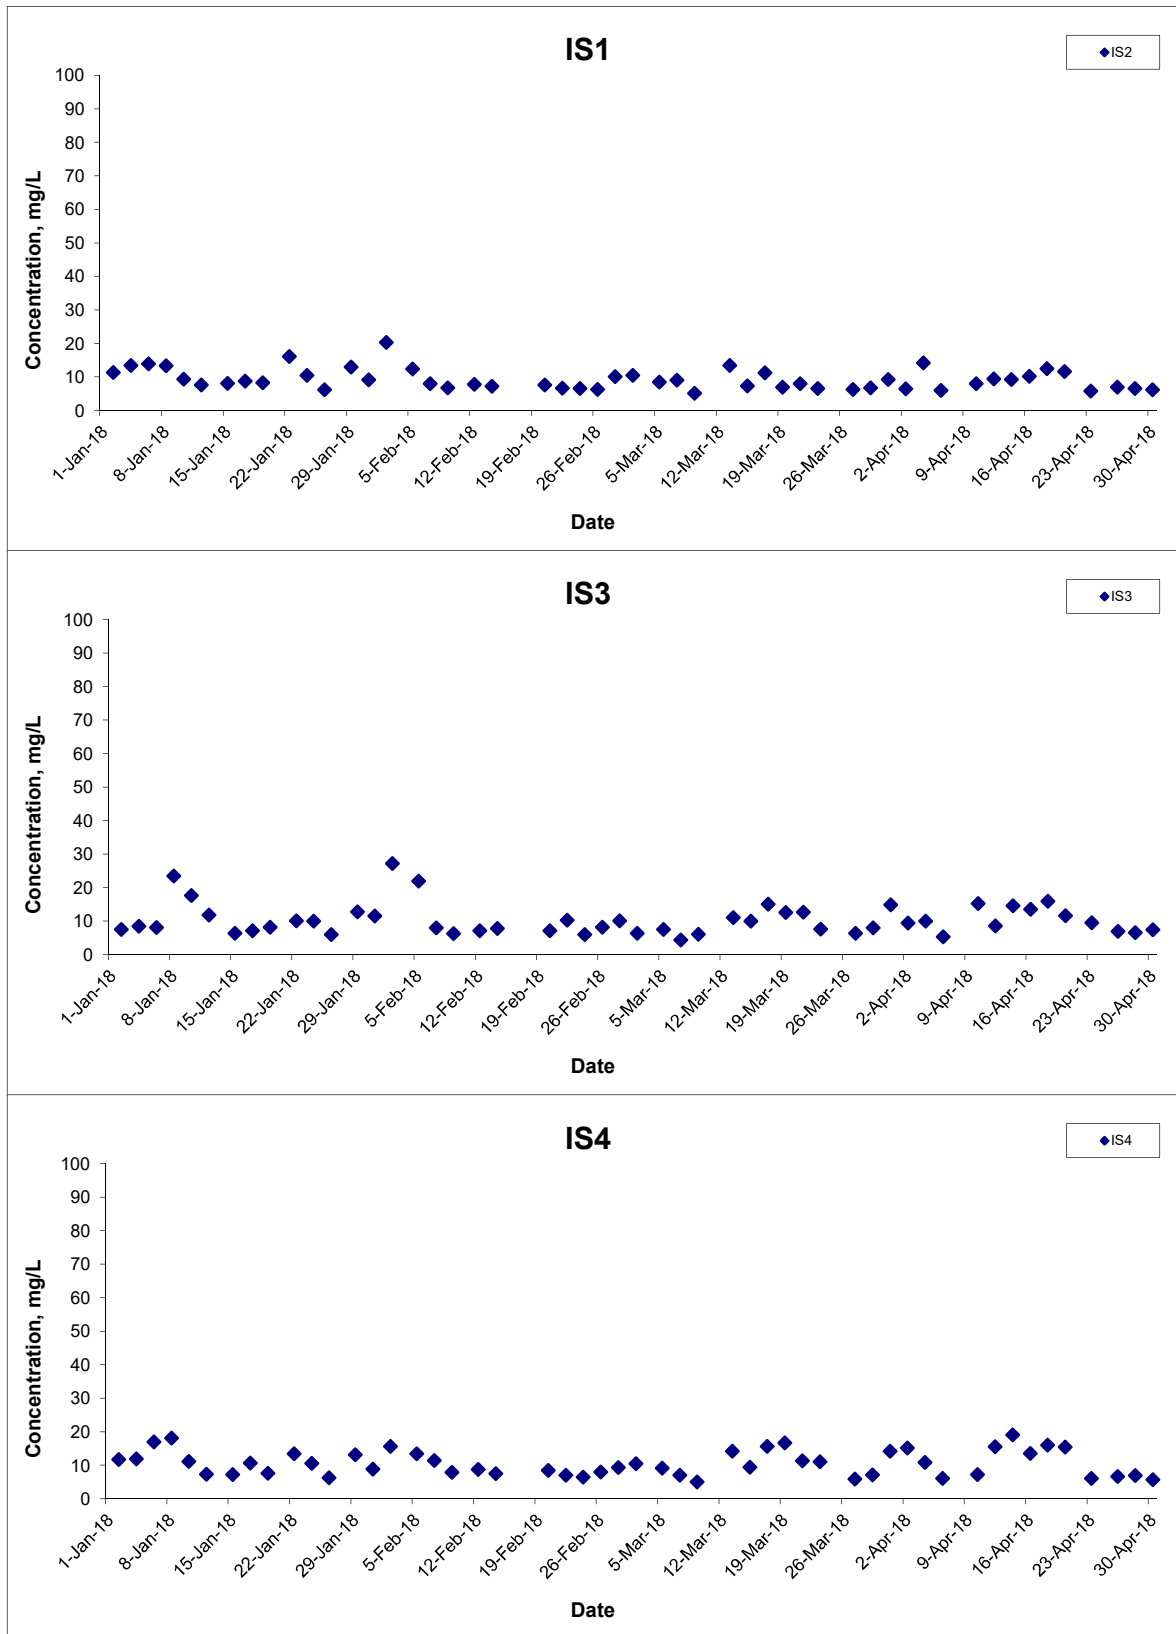 IS1
IS2
100
90
80
70
60
50
40
30
20
10
0
Concentration, mg/L
1-Jan-18
8-Jan-18
15-Jan-18
22-Jan-18
29-Jan-18
5-Feb-18
12-Feb-18
19-Feb-18
26-Feb-18
5-Mar-18
12-Mar-18
19-Mar-18
26-Mar-18
2-Apr-18
9-Apr-18
16-Apr-18
23-Apr-18
30-Apr-18
Date
IS3
IS3
100
90
80
70
60
50
40
30
20
10
0
Concentration, mg/L
1-Jan-18
8-Jan-18
15-Jan-18
22-Jan-18
29-Jan-18
5-Feb-18
12-Feb-18
19-Feb-18
26-Feb-18
5-Mar-18
12-Mar-18
19-Mar-18
26-Mar-18
2-Apr-18
9-Apr-18
16-Apr-18
23-Apr-18
30-Apr-18
Date
IS4
IS4
100
90
80
70
60
50
40
30
20
10
0
Concentration, mg/L
1-Jan-18
8-Jan-18
15-Jan-18
22-Jan-18
29-Jan-18
5-Feb-18
12-Feb-18
19-Feb-18
26-Feb-18
5-Mar-18
12-Mar-18
19-Mar-18
26-Mar-18
2-Apr-18
9-Apr-18
16-Apr-18
23-Apr-18
30-Apr-18
Date